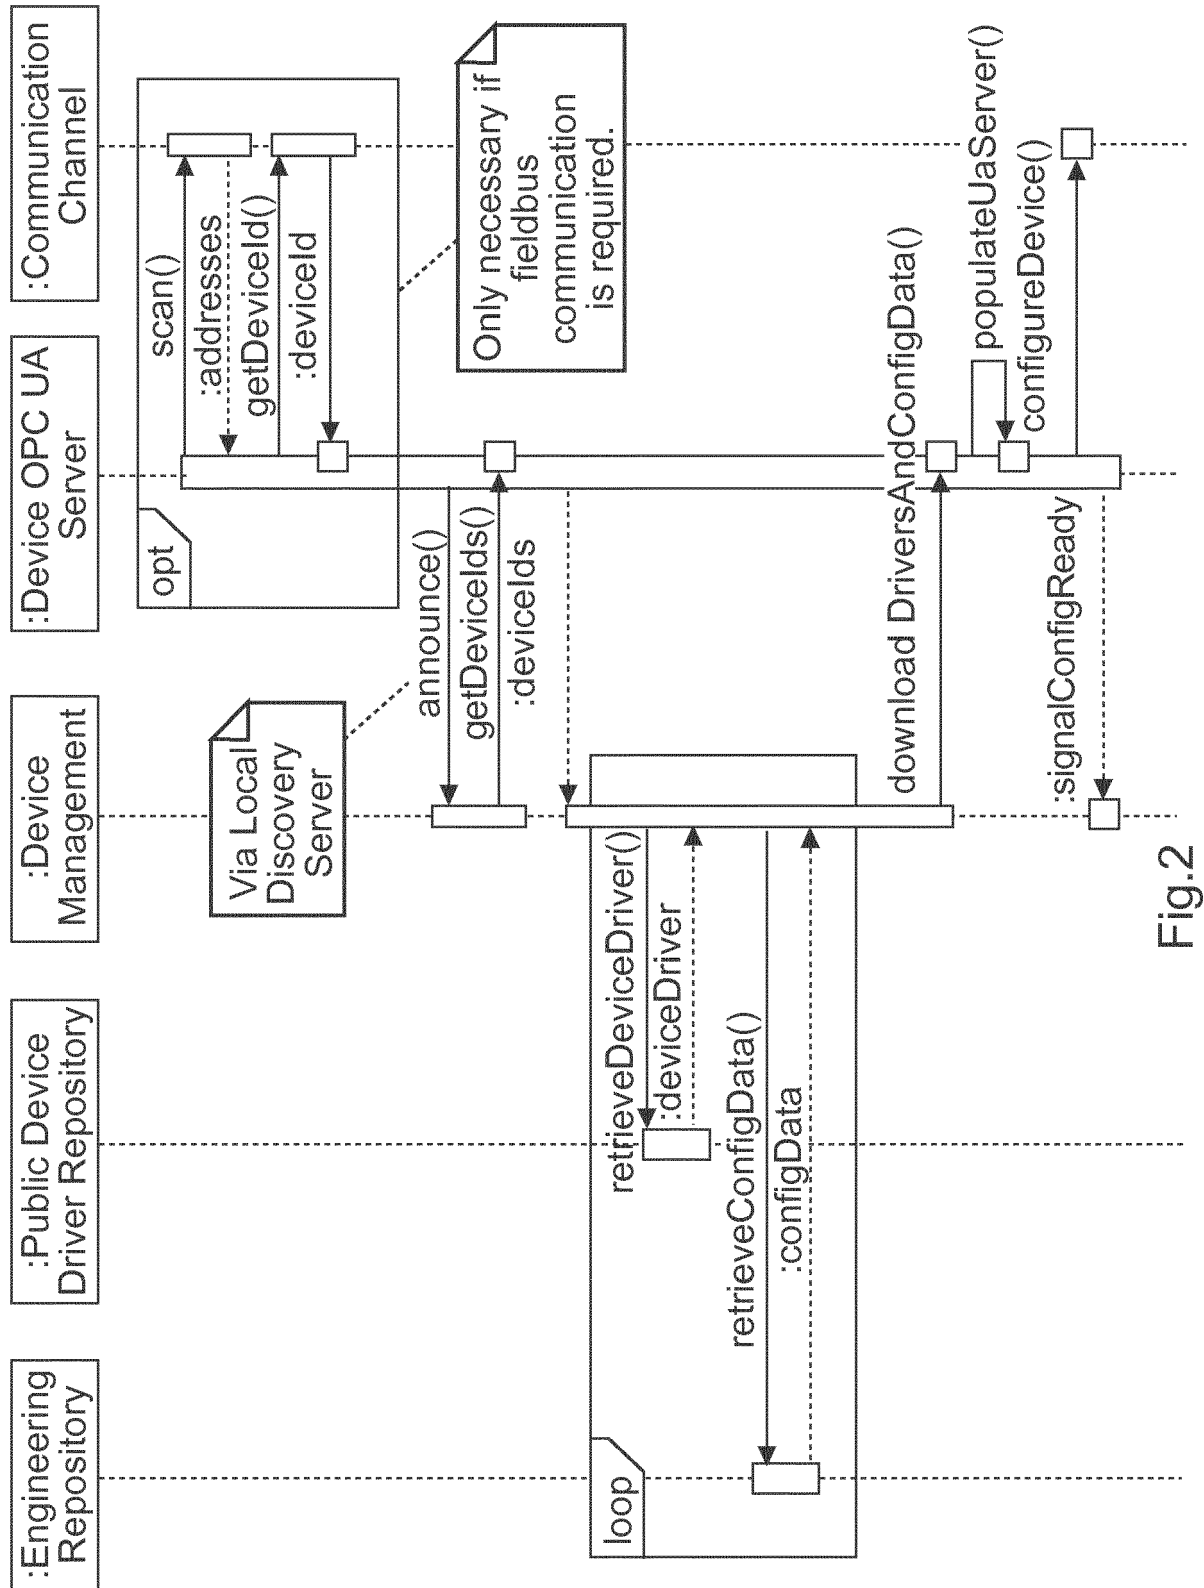 :Engineering
Repository
:Public Device
Driver Repository
:Device
Management
:Device OPC UA
Server
:Communication
Channel
opt
scan()
:addresses
getDeviceId()
:deviceId
Only necessary if
fieldbus
communication
is required.
Via Local
Discovery
Server
announce()
getDeviceIds()
:deviceIds
loop
retrieveDeviceDriver()
:deviceDriver
retrieveConfigData()
:configData
download DriversAndConfigData()
populateUaServer()
configureDevice()
:signalConfigReady
Fig.2